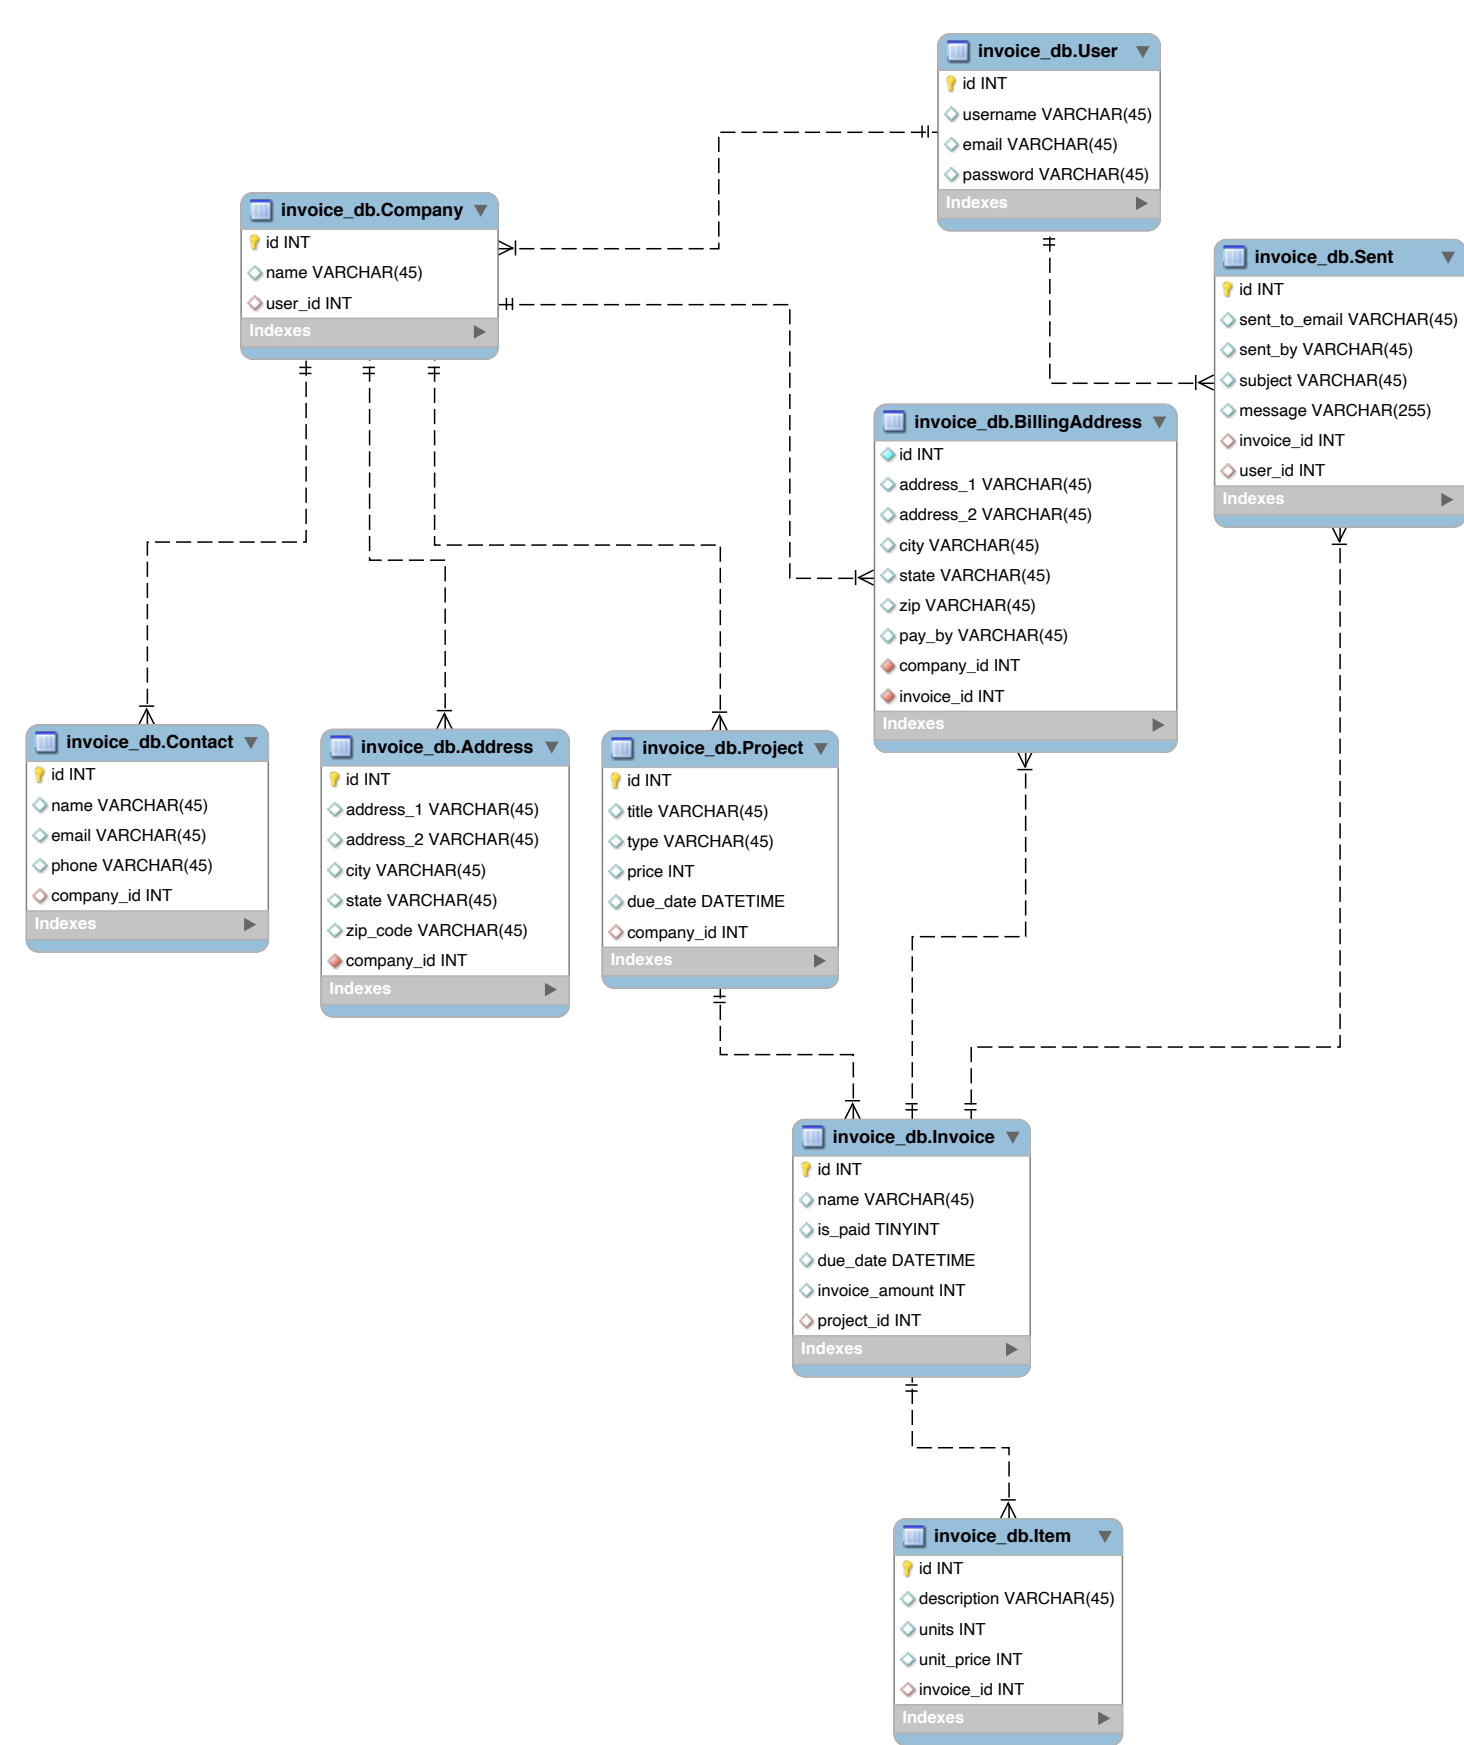 invoice_db.User
id INT
username VARCHAR(45)
email VARCHAR(45)
password VARCHAR(45)
Indexes
invoice_db.Company
id INT
name VARCHAR(45)
user_id INT
Indexes
invoice_db.Sent
id INT
sent_to_email VARCHAR(45)
sent_by VARCHAR(45)
subject VARCHAR(45)
message VARCHAR(255)
invoice_id INT
user_id INT
Indexes
invoice_db.BillingAddress
id INT
address_1 VARCHAR(45)
address_2 VARCHAR(45)
city VARCHAR(45)
state VARCHAR(45)
zip VARCHAR(45)
pay_by VARCHAR(45)
company_id INT
invoice_id INT
Indexes
invoice_db.Contact
id INT
name VARCHAR(45)
email VARCHAR(45)
phone VARCHAR(45)
company_id INT
Indexes
invoice_db.Address
id INT
address_1 VARCHAR(45)
address_2 VARCHAR(45)
city VARCHAR(45)
state VARCHAR(45)
zip_code VARCHAR(45)
company_id INT
Indexes
invoice_db.Project
id INT
title VARCHAR(45)
type VARCHAR(45)
price INT
due_date DATETIME
company_id INT
Indexes
invoice_db.Invoice
id INT
name VARCHAR(45)
is_paid TINYINT
due_date DATETIME
invoice_amount INT
project_id INT
Indexes
invoice_db.Item
id INT
description VARCHAR(45)
units INT
unit_price INT
invoice_id INT
Indexes